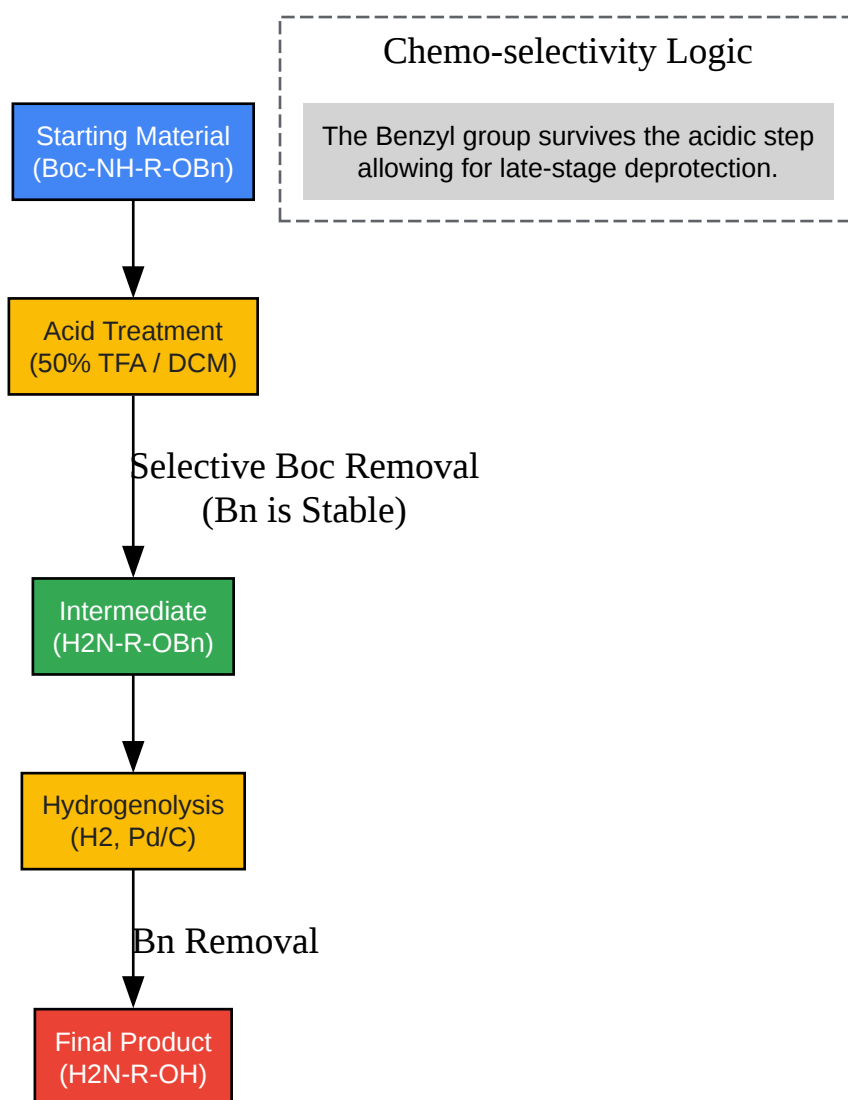 Chemo-selectivity Logic
The Benzyl group survives the acidic step
allowing for late-stage deprotection.
Starting Material
(Boc-NH-R-OBn)
Acid Treatment
(50% TFA / DCM)
Selective Boc Removal
(Bn is Stable)
Intermediate
(H2N-R-OBn)
Hydrogenolysis
(H2, Pd/C)
Bn Removal
Final Product
(H2N-R-OH)